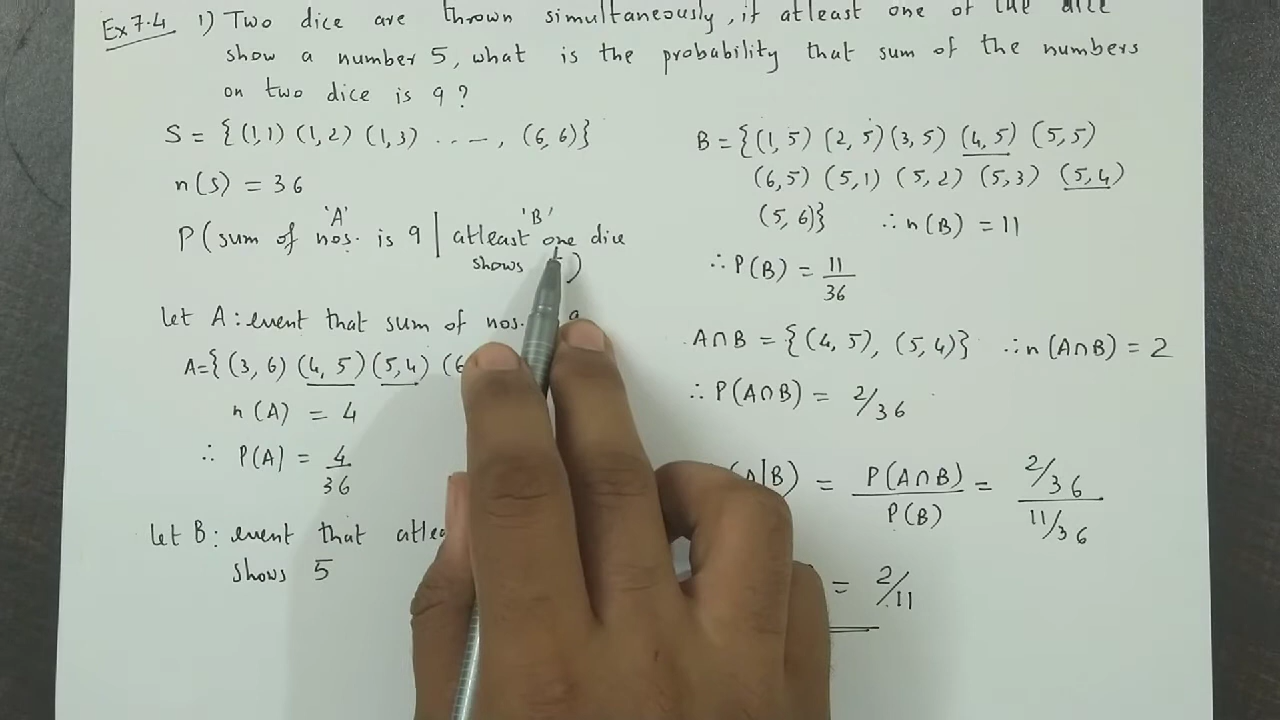 Ex 7.4 1) Two dice are thrown simultaneously, if atleast one of the dice
show a number 5, what is the probability that sum of the numbers
on two dice is 9?
S = {(1,1) (1,2) (1,3) ..., (6,6)}
n(S) = 36
'A' 'B'
P(sum of nos. is 9 | atleast one dice
shows )
Let A: event that sum of nos. 9
A={(3,6) (4,5) (5,4) (6
n(A) = 4
∴ P(A) = 4/36
Let B: event that atlea
shows 5
B = {(1,5) (2,5) (3,5) (4,5) (5,5)
(6,5) (5,1) (5,2) (5,3) (5,4)
(5,6)} ∴ n(B) = 11
∴ P(B) = 11/36
A∩B = {(4,5), (5,4)} ∴ n(A∩B) = 2
∴ P(A∩B) = 2/36
(A|B) = P(A∩B)/P(B) = 2/36 / 11/36
= 2/11